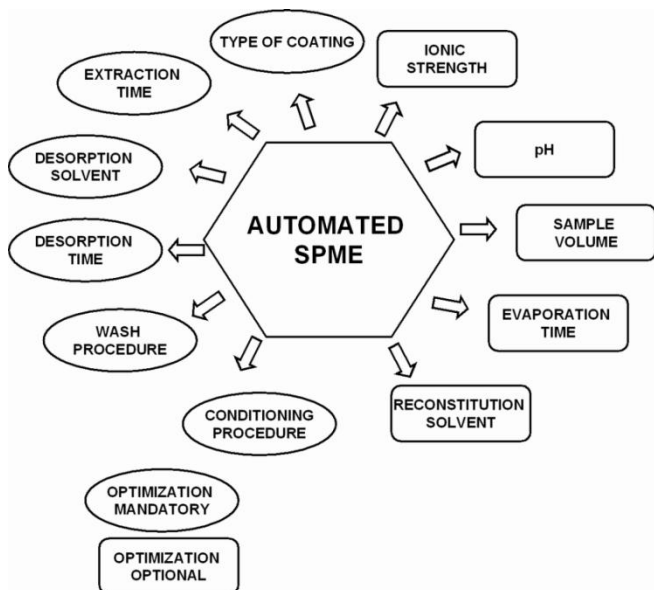 TYPE OF COATING
IONIC
STRENGTH
EXTRACTION
TIME
pH
DESORPTION
SOLVENT
AUTOMATED
SPME
SAMPLE
VOLUME
DESORPTION
TIME
EVAPORATION
TIME
WASH
PROCEDURE
RECONSTITUTION
SOLVENT
CONDITIONING
PROCEDURE
OPTIMIZATION
MANDATORY
OPTIMIZATION
OPTIONAL